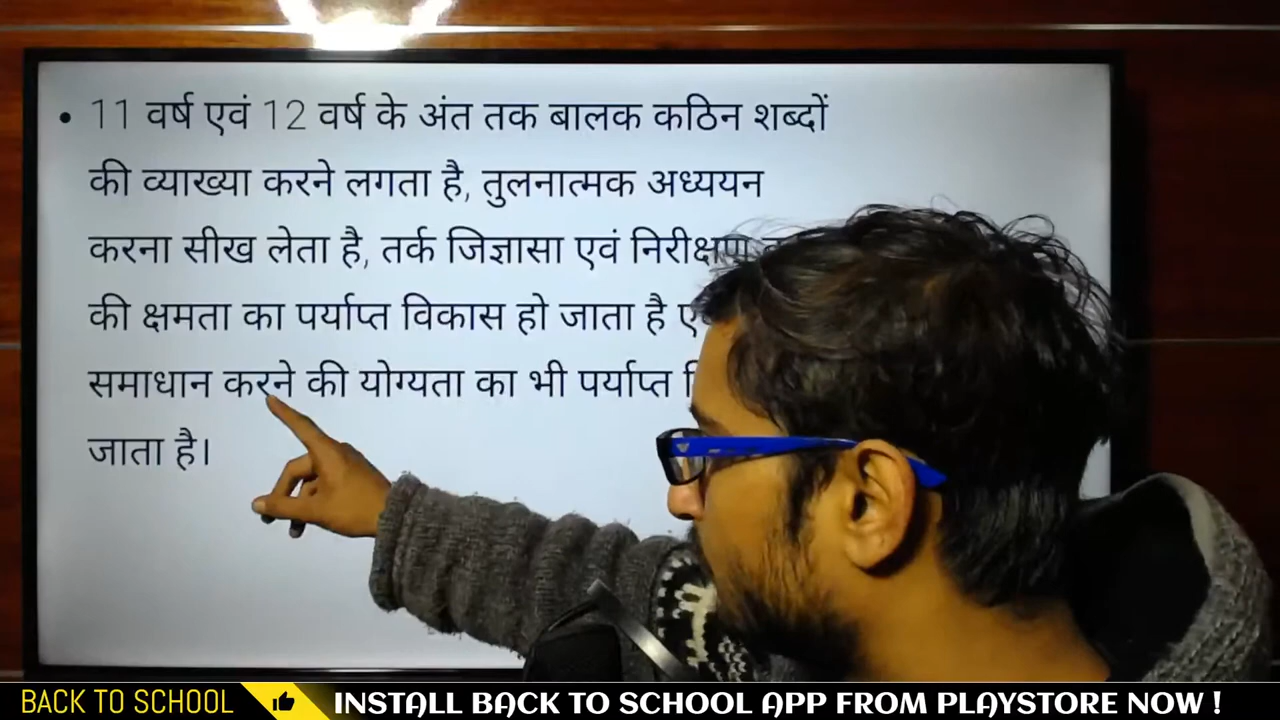 • 11 वर्ष एवं 12 वर्ष के अंत तक बालक कठिन शब्दों
की व्याख्या करने लगता है, तुलनात्मक अध्ययन
करना सीख लेता है, तर्क जिज्ञासा एवं निरीक्षण
की क्षमता का पर्याप्त विकास हो जाता है
समाधान करने की योग्यता का भी पर्याप्त
जाता है।
BACK TO SCHOOL
INSTALL BACK TO SCHOOL APP FROM PLAYSTORE NOW !